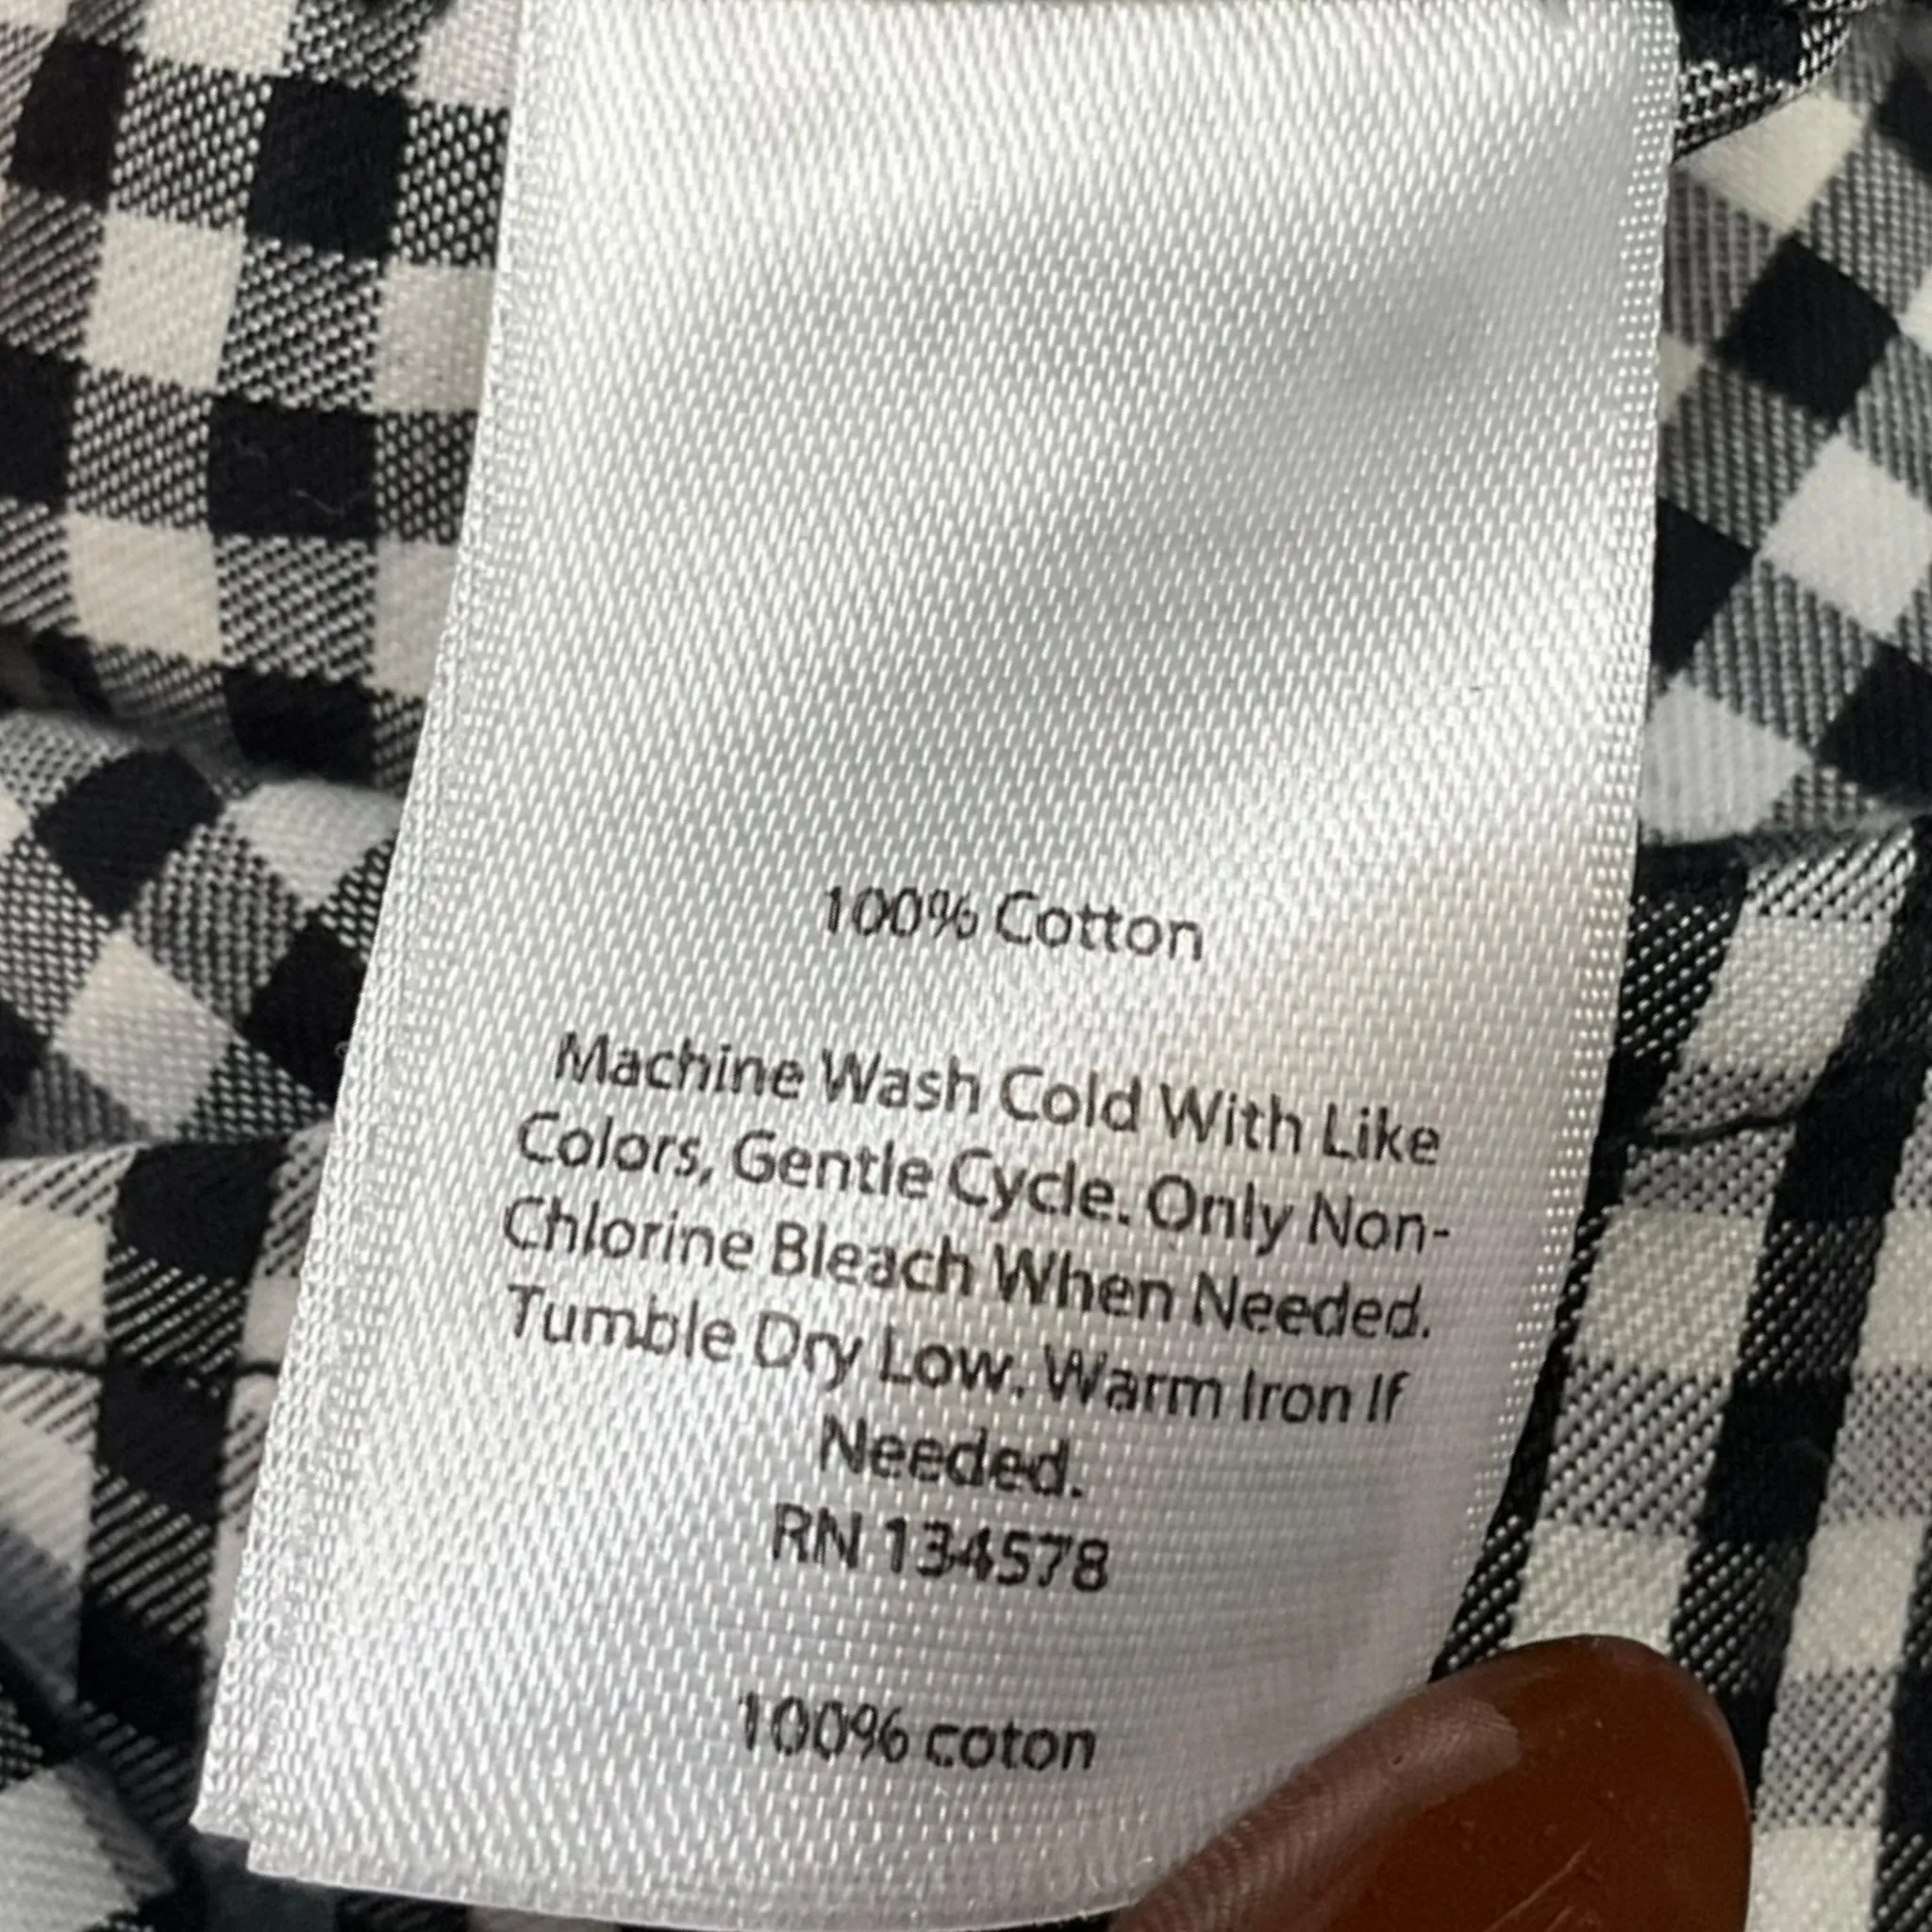 100% Cotton
Machine Wash Cold With Like
Colors, Gentle Cycle. Only Non-
Chlorine Bleach When Needed.
Tumble Dry Low. Warm Iron If
Needed.
RN 134578
100% coton